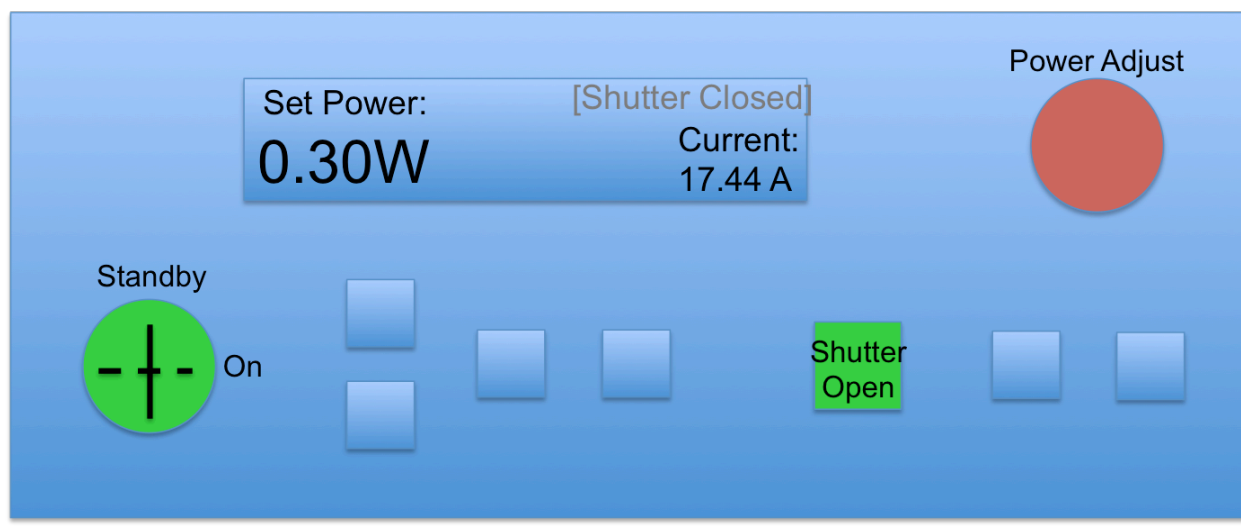 Power Adjust
Set Power:
[Shutter Closed]
0.30W
Current:
17.44 A
Standby
On
Shutter
Open